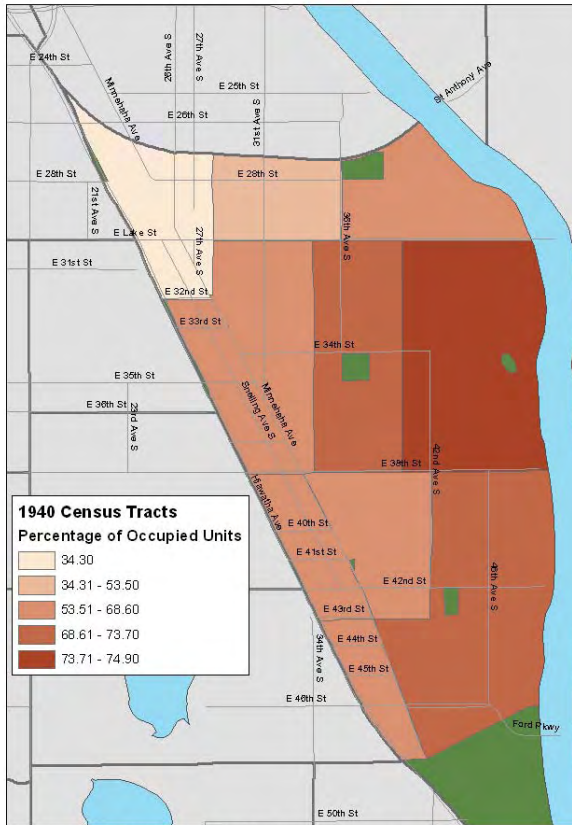 E 24th St
26th Ave S
27th Ave S
St Anthony Ave
Minnehaha Ave
E 25th St
E 26th St
31st Ave S
E 28th St
E 28th St
21st Ave S
36th Ave S
E Lake St
27th Ave S
E 31st St
E 32nd St
E 33rd St
E 34th St
E 35th St
E 36th St
23rd Ave S
Minnehaha Ave
Snelling Ave S
42nd Ave S
E 38th St
Hiawatha Ave
46th Ave S
1940 Census Tracts
Percentage of Occupied Units
34.30
34.31 - 53.50
53.51 - 68.60
68.61 - 73.70
73.71 - 74.90
E 40th St
E 41st St
E 42nd St
E 43rd St
34th Ave S
E 44th St
E 45th St
E 46th St
Ford Pkwy
E 50th St